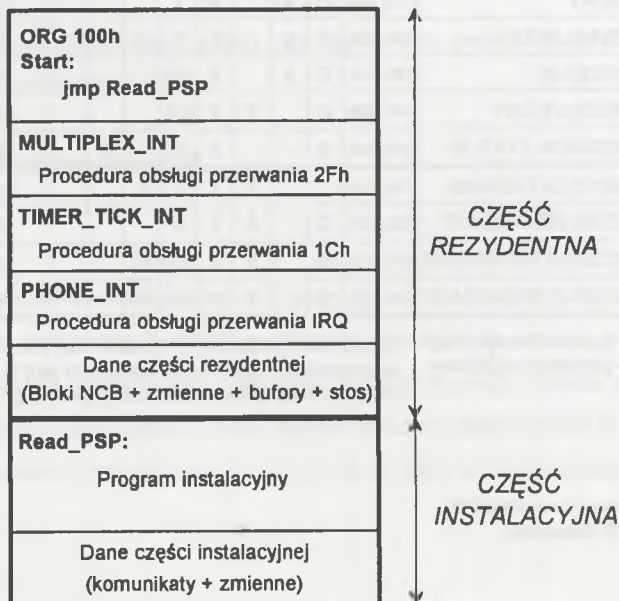 ORG 100h
Start:
jmp Read_PSP
MULTIPLEX_INT
Procedura obsługi przerwania 2Fh
TIMER_TICK_INT
Procedura obsługi przerwania 1Ch
PHONE_INT
Procedura obsługi przerwania IRQ
Dane części rezydentnej
(Bloki NCB + zmienne + bufory + stos)
CZĘŚĆ
REZYDENTNA
Read_PSP:
Program instalacyjny
Dane części instalacyjnej
(komunikaty + zmienne)
CZĘŚĆ
INSTALACYJNA